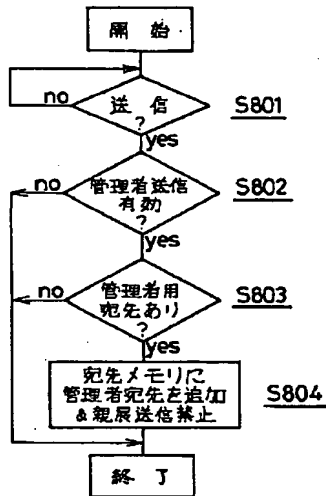 開始
no
送信
?
S801
yes
no
管理者送信
有効
?
S802
yes
no
管理者用
宛先あり
?
S803
yes
宛先メモリに
管理者宛先を追加
&親展送信禁止
S804
終了